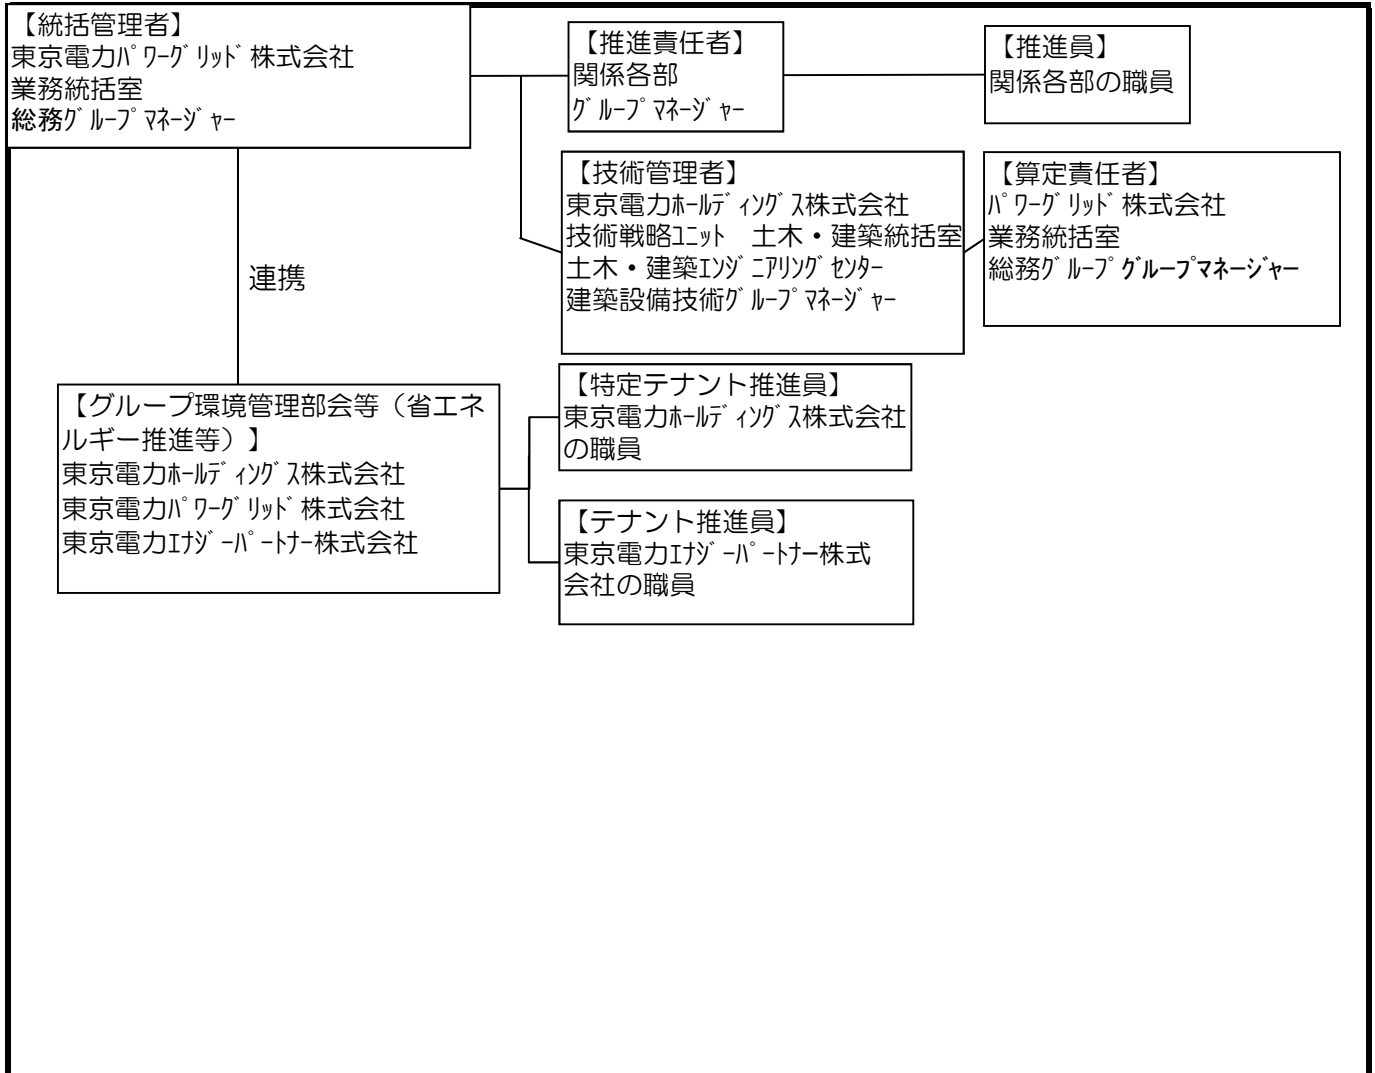 【統括管理者】
東京電力ﾊﾟﾜｰｸﾞﾘｯﾄﾞ株式会社
業務統括室
総務ｸﾞﾙｰﾌﾟﾏﾈｰｼﾞｬｰ
【推進責任者】
関係各部
ｸﾞﾙｰﾌﾟﾏﾈｰｼﾞｬｰ
【推進員】
関係各部の職員
【技術管理者】
東京電力ﾎｰﾙﾃﾞｨﾝｸﾞｽ株式会社
技術戦略ﾕﾆｯﾄ　土木・建築統括室
土木・建築ｴﾝｼﾞﾆｱﾘﾝｸﾞｾﾝﾀｰ
建築設備技術ｸﾞﾙｰﾌﾟﾏﾈｰｼﾞｬｰ
【算定責任者】
ﾊﾟﾜｰｸﾞﾘｯﾄﾞ株式会社
業務統括室
総務ｸﾞﾙｰﾌﾟｸﾞﾙｰﾌﾟﾏﾈｰｼﾞｬｰ
連携
【グループ環境管理部会等（省エネ
ルギー推進等）】
東京電力ﾎｰﾙﾃﾞｨﾝｸﾞｽ株式会社
東京電力ﾊﾟﾜｰｸﾞﾘｯﾄﾞ株式会社
東京電力ｴﾅｼﾞｰﾊﾟｰﾄﾅｰ株式会社
【特定テナント推進員】
東京電力ﾎｰﾙﾃﾞｨﾝｸﾞｽ株式会社
の職員
【テナント推進員】
東京電力ｴﾅｼﾞｰﾊﾟｰﾄﾅｰ株式
会社の職員